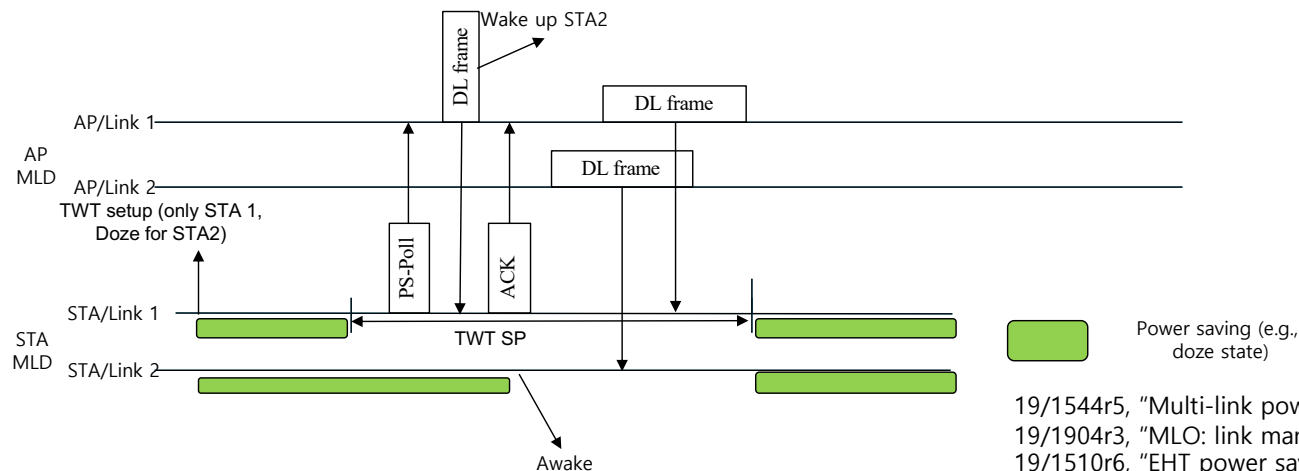 Wake up STA2
DL frame
DL frame
AP/Link 1
AP
MLD
DL frame
AP/Link 2
TWT setup (only STA 1,
Doze for STA2)
PS-Poll
ACK
STA/Link 1
TWT SP
STA
MLD
STA/Link 2
Awake
Power saving (e.g.,
doze state)
19/1544r5, "Multi-link pow
19/1904r3, "MLO: link mar
19/1510r6, "EHT power sav